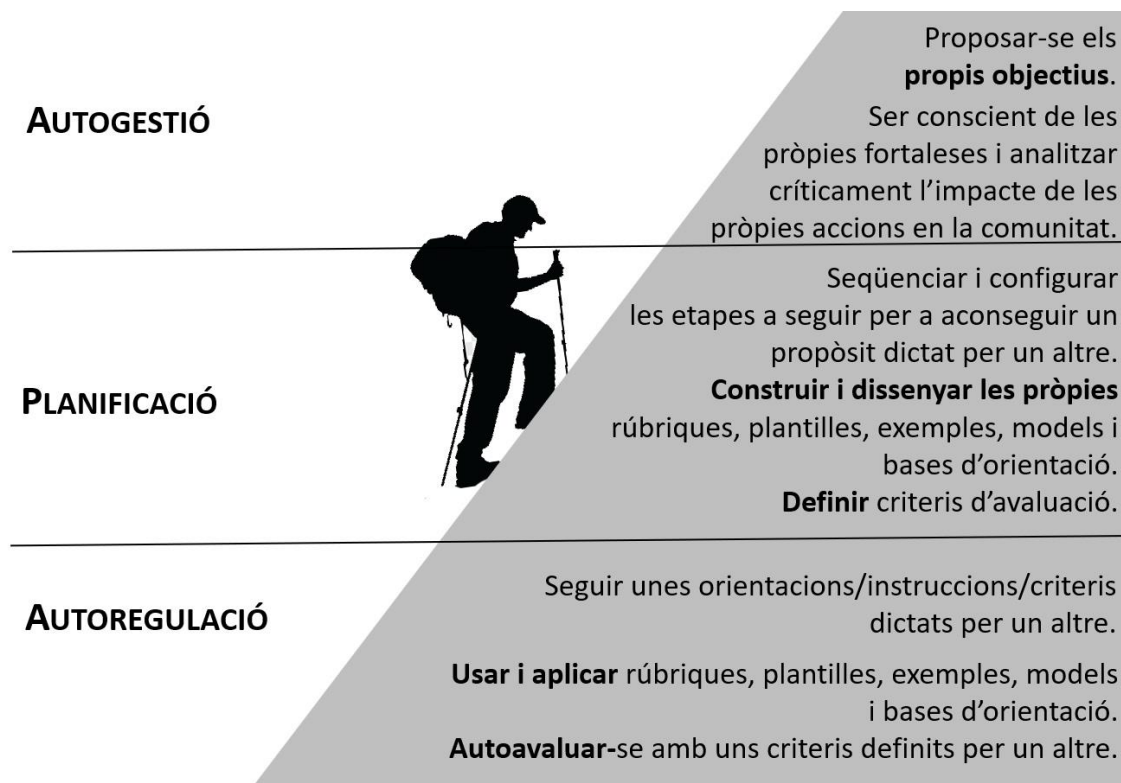 AUTOGESTIÓ
Proposar-se els
propis objectius.
Ser conscient de les
pròpies fortaleses i analitzar
críticament l’impacte de les
pròpies accions en la comunitat.
PLANIFICACIÓ
Seqüenciar i configurar
les etapes a seguir per a aconseguir un
propòsit dictat per un altre.
Construir i dissenyar les pròpies
rúbriques, plantilles, exemples, models i
bases d’orientació.
Definir criteris d’avaluació.
AUTOREGULACIÓ
Seguir unes orientacions/instruccions/criteris
dictats per un altre.
Usar i aplicar rúbriques, plantilles, exemples, models
i bases d’orientació.
Autoavaluar-se amb uns criteris definits per un altre.